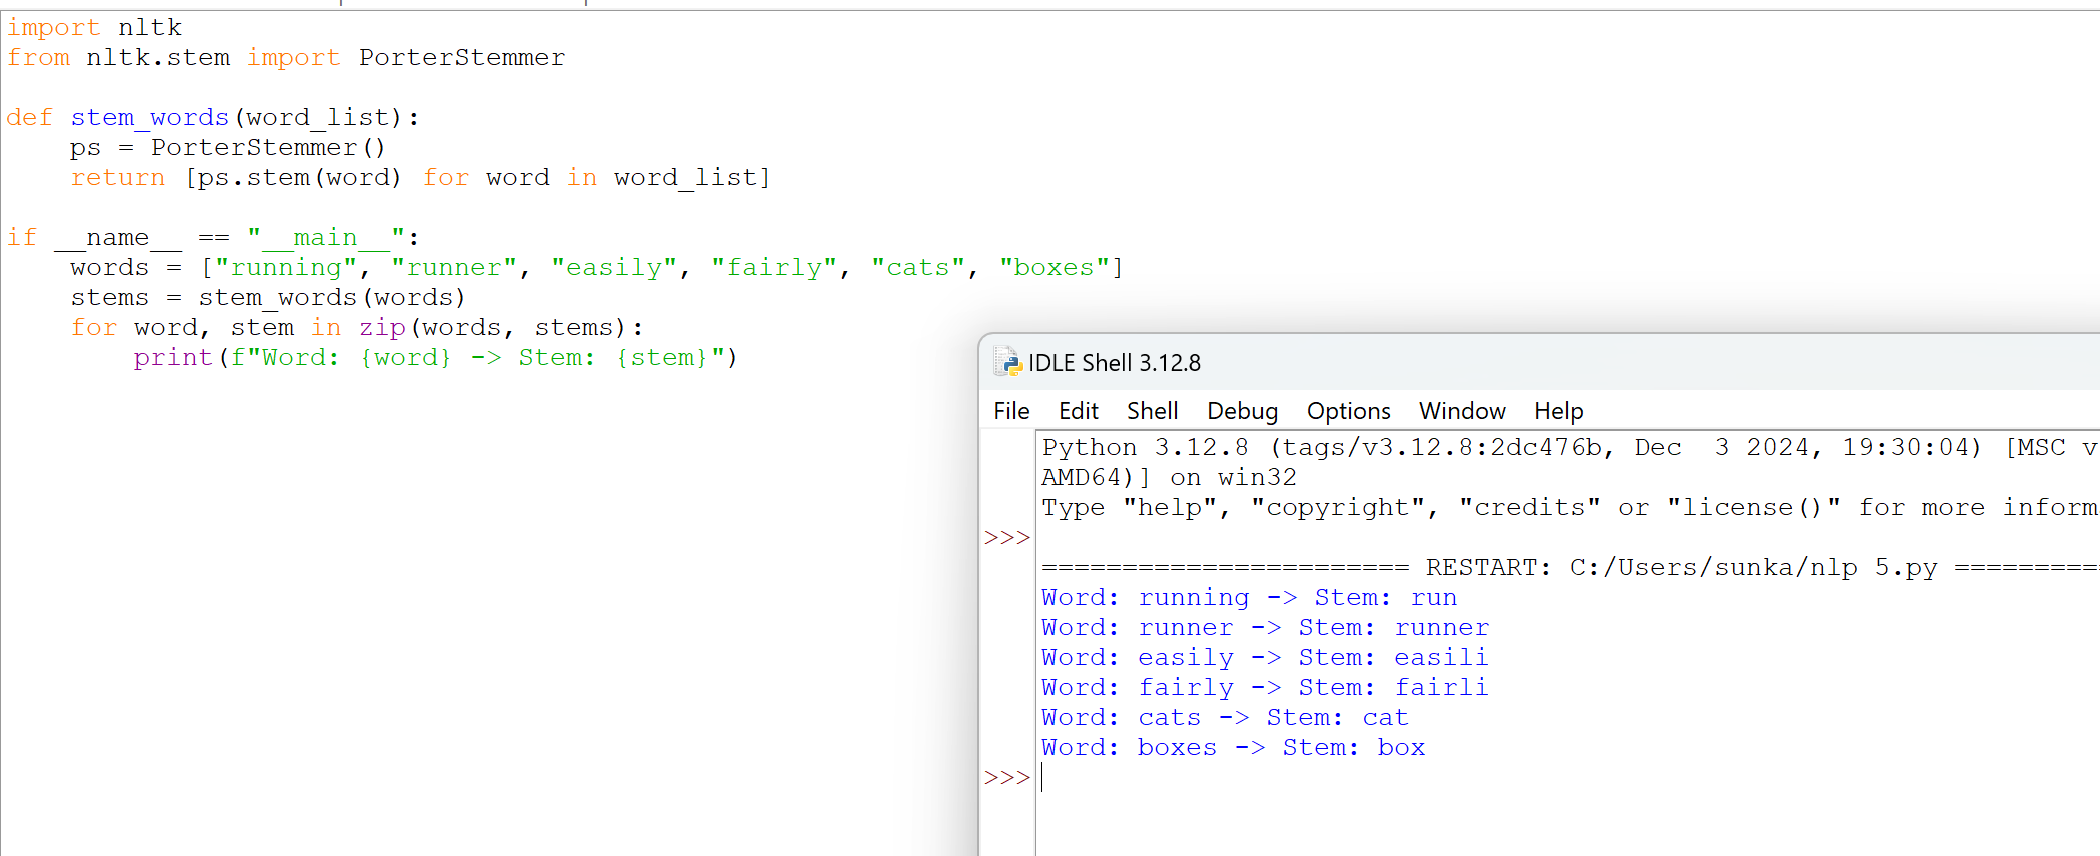 import nltk
from nltk.stem import PorterStemmer

def stem_words(word_list):
    ps = PorterStemmer()
    return [ps.stem(word) for word in word_list]

if __name__ == "__main__":
    words = ["running", "runner", "easily", "fairly", "cats", "boxes"]
    stems = stem_words(words)
    for word, stem in zip(words, stems):
        print(f"Word: {word} -> Stem: {stem}")
IDLE Shell 3.12.8
File Edit Shell Debug Options Window Help
Python 3.12.8 (tags/v3.12.8:2dc476b, Dec  3 2024, 19:30:04) [MSC v
AMD64)] on win32
Type "help", "copyright", "credits" or "license()" for more inform
>>>
======================= RESTART: C:/Users/sunka/nlp 5.py =========
Word: running -> Stem: run
Word: runner -> Stem: runner
Word: easily -> Stem: easili
Word: fairly -> Stem: fairli
Word: cats -> Stem: cat
Word: boxes -> Stem: box
>>>